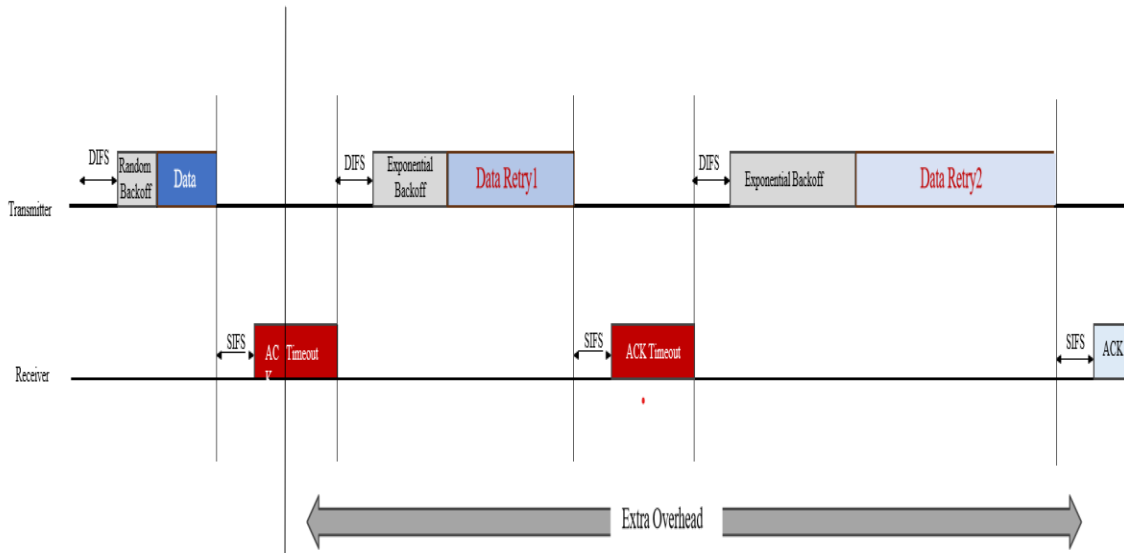 DIFS
Random
Backoff
Data
DIFS
Exponential
Backoff
Data Retry1
DIFS
Exponential Backoff
Data Retry2
Transmitter
SIFS
AC Timeout
K
SIFS
ACK Timeout
SIFS
ACK
Receiver
Extra Overhead